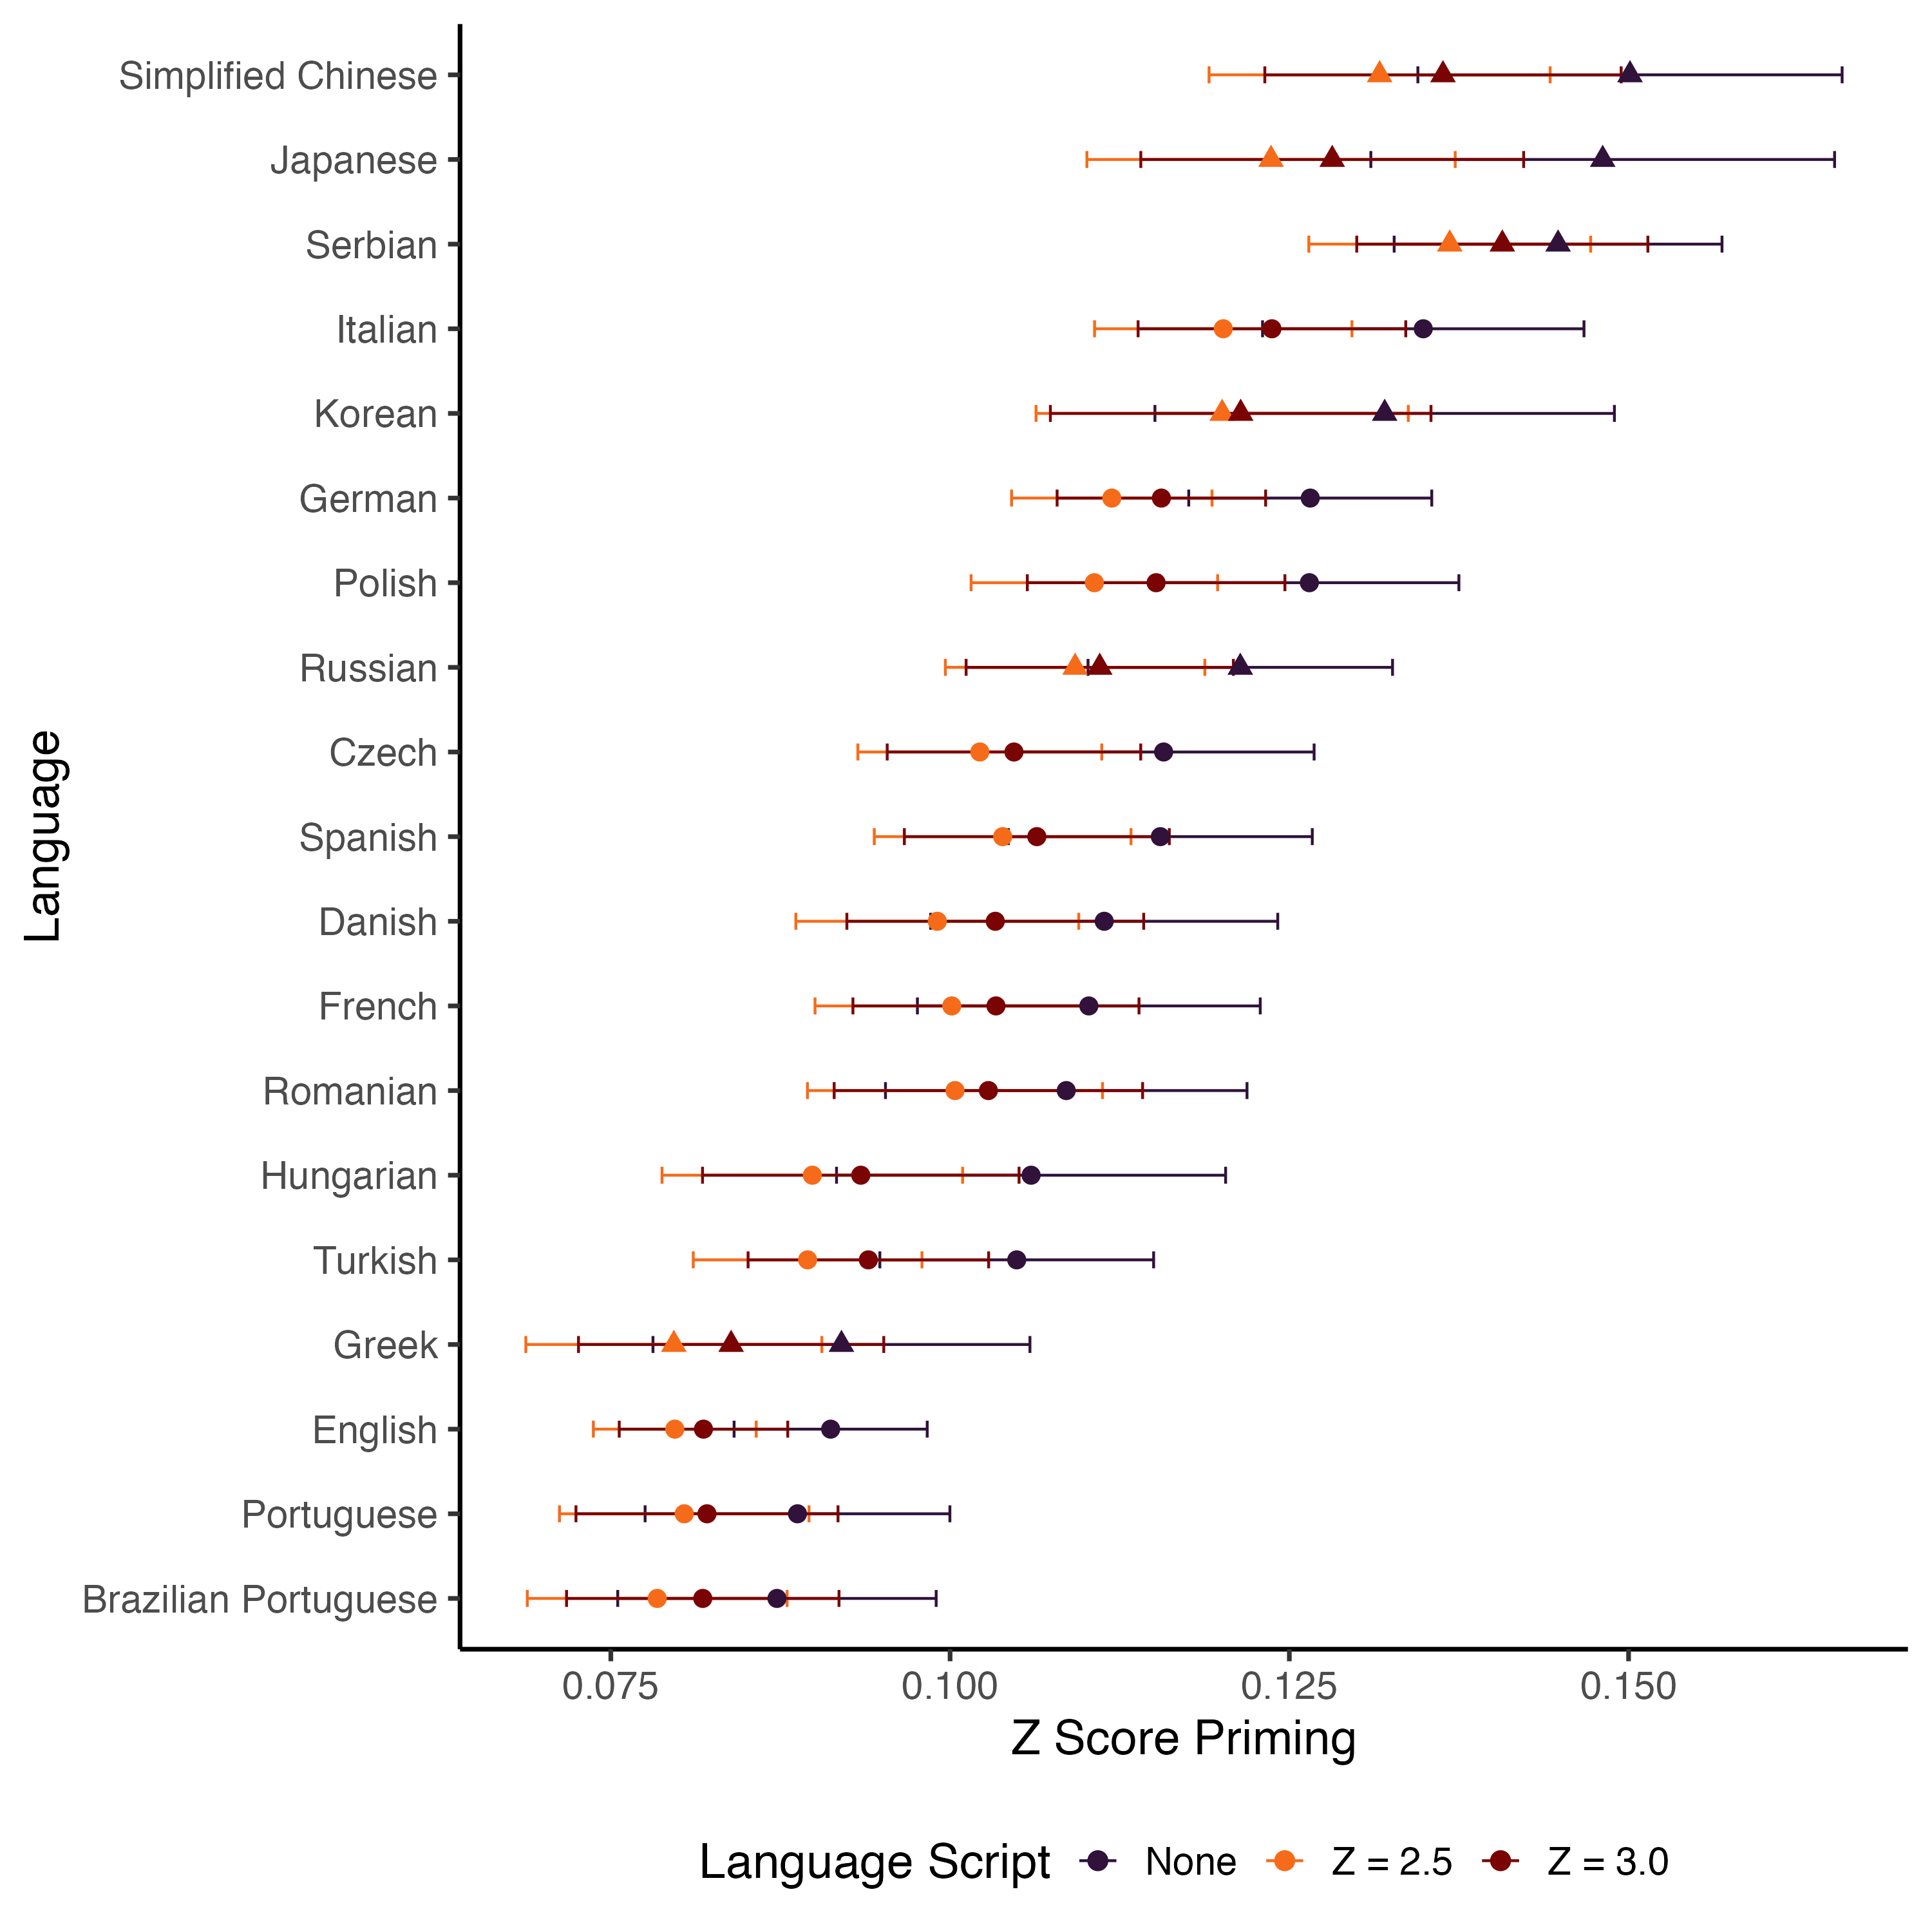 Simplified Chinese
Japanese
Serbian
Italian
Korean
German
Polish
Russian
Czech
Spanish
Danish
French
Romanian
Hungarian
Turkish
Greek
English
Portuguese
Brazilian Portuguese
Language
0.075 0.100 0.125 0.150
Z Score Priming
Language Script None Z = 2.5 Z = 3.0